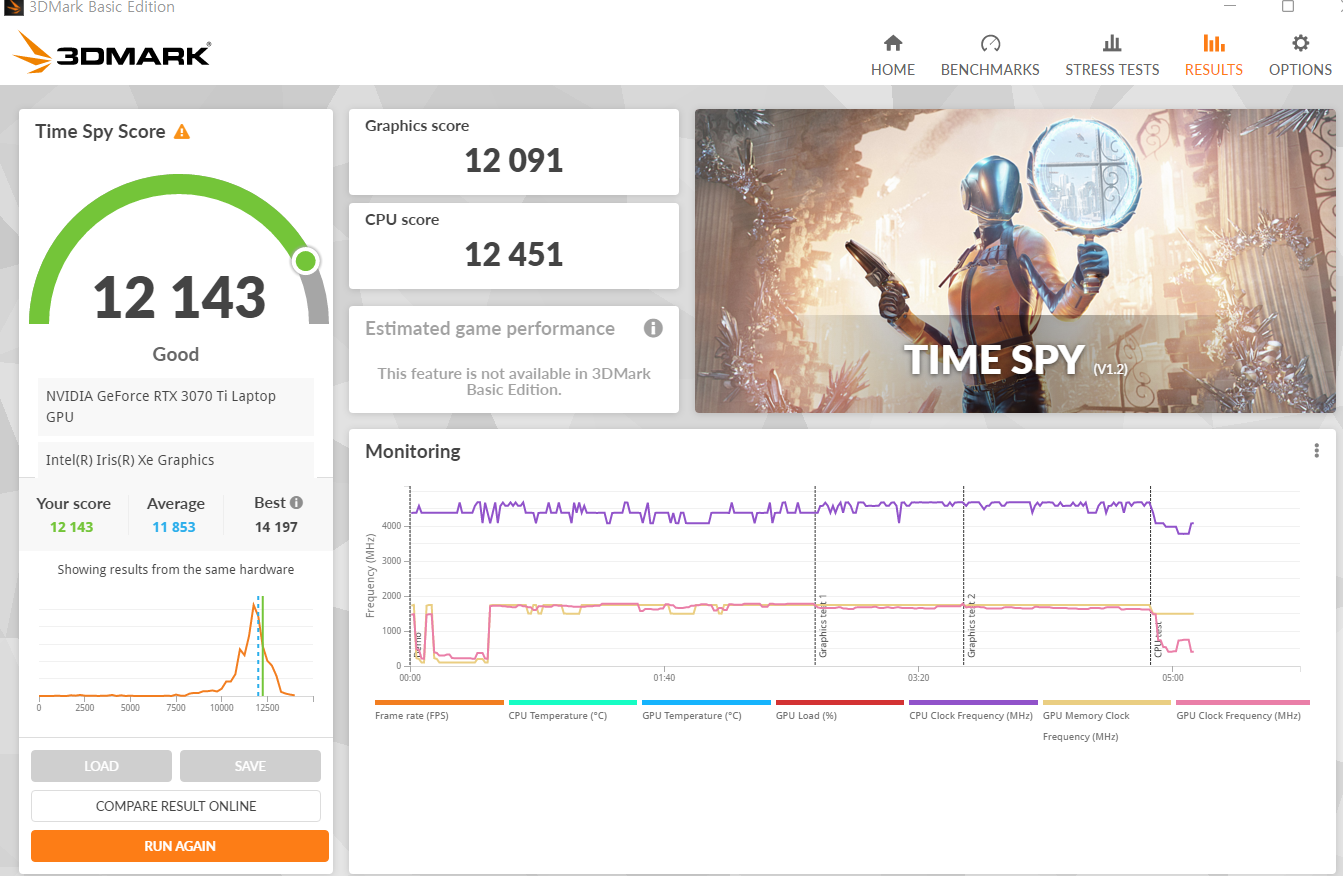 3DMark Basic Edition
3DMARK®
HOME
BENCHMARKS
STRESS TESTS
RESULTS
OPTIONS
Time Spy Score
12 143
Good
NVIDIA GeForce RTX 3070 Ti Laptop
GPU
Intel(R) Iris(R) Xe Graphics
Your score
12 143
Average
11 853
Best
14 197
Showing results from the same hardware
0
2500
5000
7500
10000
12500
LOAD
SAVE
COMPARE RESULT ONLINE
RUN AGAIN
Graphics score
12 091
CPU score
12 451
Estimated game performance
This feature is not available in 3DMark
Basic Edition.
TIME SPY (V1.2)
Monitoring
Frequency (MHz)
4000
3000
2000
1000
0
Demo
Graphics test 1
Graphics test 2
CPU test
00:00
01:40
03:20
05:00
Frame rate (FPS)
CPU Temperature (°C)
GPU Temperature (°C)
GPU Load (%)
CPU Clock Frequency (MHz)
GPU Memory Clock
Frequency (MHz)
GPU Clock Frequency (MHz)